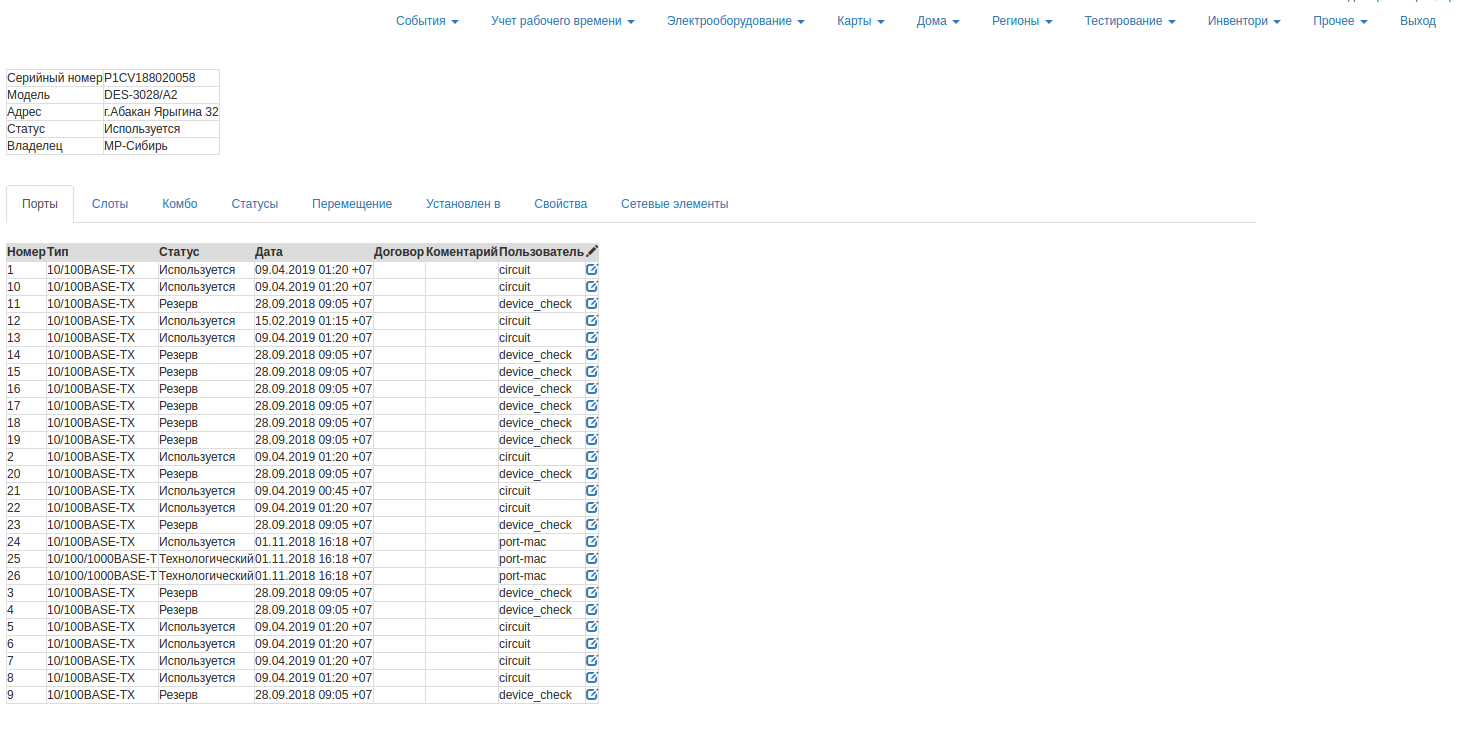 События Учет рабочего времени Электрооборудование Карты Дома Регионы Тестирование Инвентори Прочее Выход
Серийный номер P1CV188020058
Модель DES-3028/A2
Адрес г.Абакан Ярыгина 32
Статус Используется
Владелец МР-Сибирь
Порты Слоты Комбо Статусы Перемещение Установлен в Свойства Сетевые элементы
Номер Тип Статус Дата Договор Коментарий Пользователь
1 10/100BASE-TX Используется 09.04.2019 01:20 +07 circuit
10 10/100BASE-TX Используется 09.04.2019 01:20 +07 circuit
11 10/100BASE-TX Резерв 28.09.2018 09:05 +07 device_check
12 10/100BASE-TX Используется 15.02.2019 01:15 +07 circuit
13 10/100BASE-TX Используется 09.04.2019 01:20 +07 circuit
14 10/100BASE-TX Резерв 28.09.2018 09:05 +07 device_check
15 10/100BASE-TX Резерв 28.09.2018 09:05 +07 device_check
16 10/100BASE-TX Резерв 28.09.2018 09:05 +07 device_check
17 10/100BASE-TX Резерв 28.09.2018 09:05 +07 device_check
18 10/100BASE-TX Резерв 28.09.2018 09:05 +07 device_check
19 10/100BASE-TX Резерв 28.09.2018 09:05 +07 device_check
2 10/100BASE-TX Используется 09.04.2019 01:20 +07 circuit
20 10/100BASE-TX Резерв 28.09.2018 09:05 +07 device_check
21 10/100BASE-TX Используется 09.04.2019 00:45 +07 circuit
22 10/100BASE-TX Используется 09.04.2019 01:20 +07 circuit
23 10/100BASE-TX Резерв 28.09.2018 09:05 +07 device_check
24 10/100BASE-TX Используется 01.11.2018 16:18 +07 port-mac
25 10/100/1000BASE-T Технологический 01.11.2018 16:18 +07 port-mac
26 10/100/1000BASE-T Технологический 01.11.2018 16:18 +07 port-mac
3 10/100BASE-TX Резерв 28.09.2018 09:05 +07 device_check
4 10/100BASE-TX Резерв 28.09.2018 09:05 +07 device_check
5 10/100BASE-TX Используется 09.04.2019 01:20 +07 circuit
6 10/100BASE-TX Используется 09.04.2019 01:20 +07 circuit
7 10/100BASE-TX Используется 09.04.2019 01:20 +07 circuit
8 10/100BASE-TX Используется 09.04.2019 01:20 +07 circuit
9 10/100BASE-TX Резерв 28.09.2018 09:05 +07 device_check